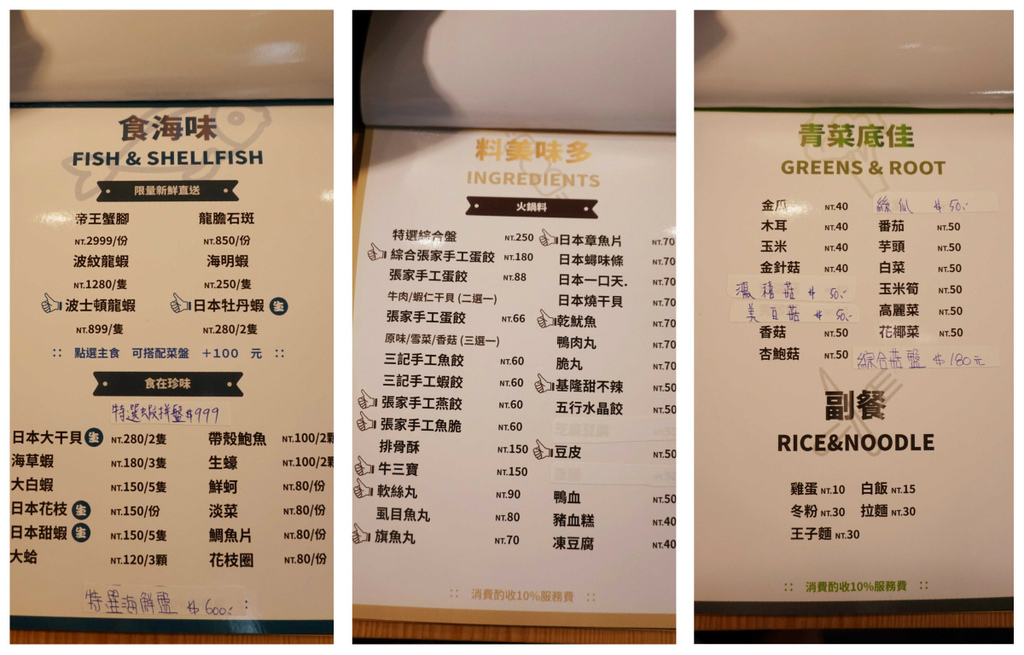 食海味
FISH & SHELLFISH
限量新鮮直送
帝王蟹腳 龍膽石斑
NT.2999/份 NT.850/份
波紋龍蝦 海明蝦
NT.1280/隻 NT.250/隻
波士頓龍蝦 日本牡丹蝦 生
NT.899/隻 NT.280/2隻
:: 點選主食 可搭配菜盤 +100 元 ::
食在珍味
特選蝦拼盤$999
日本大干貝 生 NT.280/2隻 帶殼鮑魚 NT.100/2顆
海草蝦 NT.180/3隻 生蠔 NT.100/2
大白蝦 NT.150/5隻 鮮蚵 NT.80/份
日本花枝 生 NT.150/份 淡菜 NT.80/份
日本甜蝦 生 NT.150/5隻 鯛魚片 NT.80/份
大蛤 NT.120/3顆 花枝圈 NT.80/份
特選海鮮盤 $600.-
料美味多
INGREDIENTS
火鍋料
特選綜合盤 NT.250 日本章魚片 NT.70
綜合張家手工蛋餃 NT.180 日本蟳味條 NT.70
張家手工蛋餃 NT.88 日本一口天. NT.70
牛肉/蝦仁干貝 (二選一) 日本燒干貝 NT.70
張家手工蛋餃 NT.66 乾魷魚 NT.70
原味/雪菜/香菇 (三選一) 鴨肉丸 NT.70
三記手工魚餃 NT.60 脆丸 NT.70
三記手工蝦餃 NT.60 基隆甜不辣 NT.50
張家手工燕餃 NT.60 五行水晶餃 NT.50
張家手工魚脆 NT.60
排骨酥 NT.150 豆皮 NT.50
牛三寶 NT.150
軟絲丸 NT.90 鴨血 NT.50
虱目魚丸 NT.80 豬血糕 NT.40
旗魚丸 NT.70 凍豆腐 NT.40
:: 消費酌收10%服務費 ::
青菜底佳
GREENS & ROOT
金瓜 NT.40 絲瓜 $50.-
木耳 NT.40 番茄 NT.50
玉米 NT.40 芋頭 NT.50
金針菇 NT.40 白菜 NT.50
鴻禧菇 $50.- 玉米筍 NT.50
美白菇 $50.- 高麗菜 NT.50
香菇 NT.50 花椰菜 NT.50
杏鮑菇 NT.50 綜合菇盤 $180元
副餐
RICE&NOODLE
雞蛋 NT.10 白飯 NT.15
冬粉 NT.30 拉麵 NT.30
王子麵 NT.30
:: 消費酌收10%服務費 ::